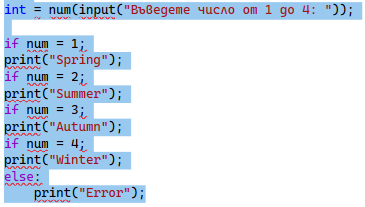 int = num(input("Въведете число от 1 до 4: "));
if num = 1;
print("Spring");
if num = 2;
print("Summer");
if num = 3;
print("Autumn");
if num = 4;
print("Winter");
else:
    print("Error");